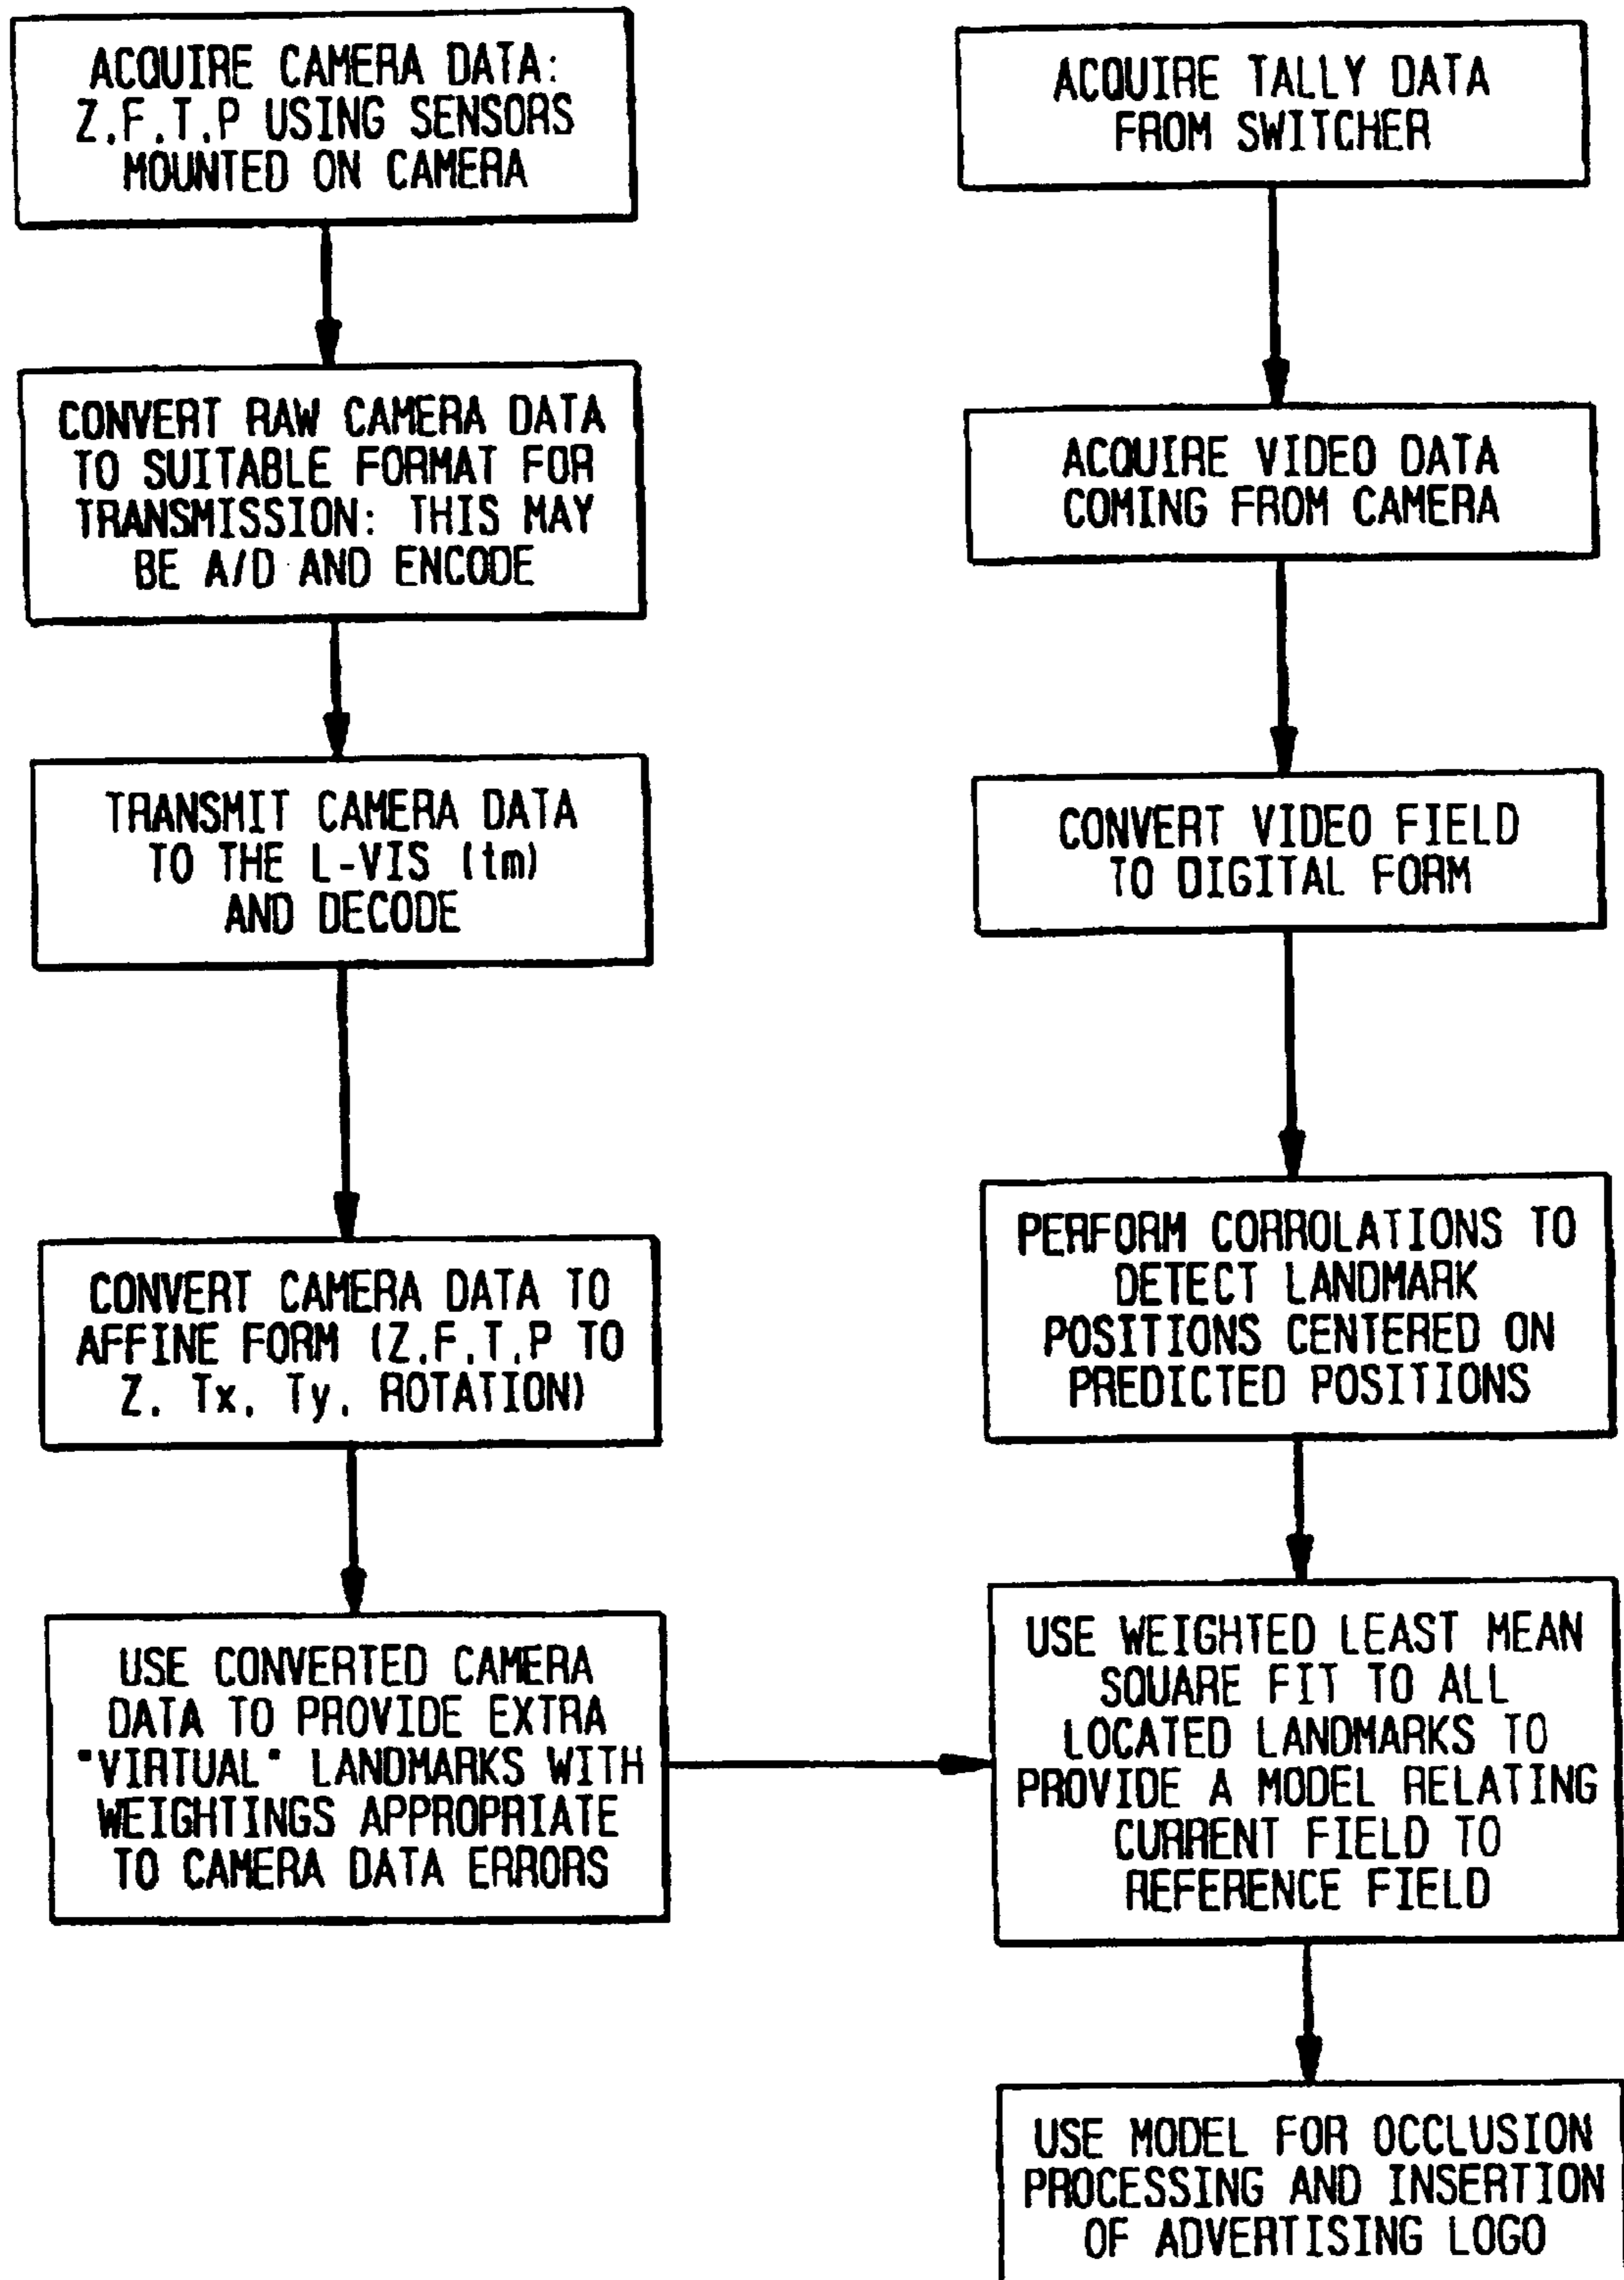 ACQUIRE CAMERA DATA:
Z.F.T.P USING SENSORS
MOUNTED ON CAMERA
CONVERT RAW CAMERA DATA
TO SUITABLE FORMAT FOR
TRANSMISSION: THIS MAY
BE A/D AND ENCODE
TRANSMIT CAMERA DATA
TO THE L-VIS (tm)
AND DECODE
CONVERT CAMERA DATA TO
AFFINE FORM (Z.F.T.P TO
Z. Tx. Ty. ROTATION)
USE CONVERTED CAMERA
DATA TO PROVIDE EXTRA
"VIRTUAL" LANDMARKS WITH
WEIGHTINGS APPROPRIATE
TO CAMERA DATA ERRORS
ACQUIRE TALLY DATA
FROM SWITCHER
ACQUIRE VIDEO DATA
COMING FROM CAMERA
CONVERT VIDEO FIELD
TO DIGITAL FORM
PERFORM CORROLATIONS TO
DETECT LANDMARK
POSITIONS CENTERED ON
PREDICTED POSITIONS
USE WEIGHTED LEAST MEAN
SQUARE FIT TO ALL
LOCATED LANDMARKS TO
PROVIDE A MODEL RELATING
CURRENT FIELD TO
REFERENCE FIELD
USE MODEL FOR OCCLUSION
PROCESSING AND INSERTION
OF ADVERTISING LOGO